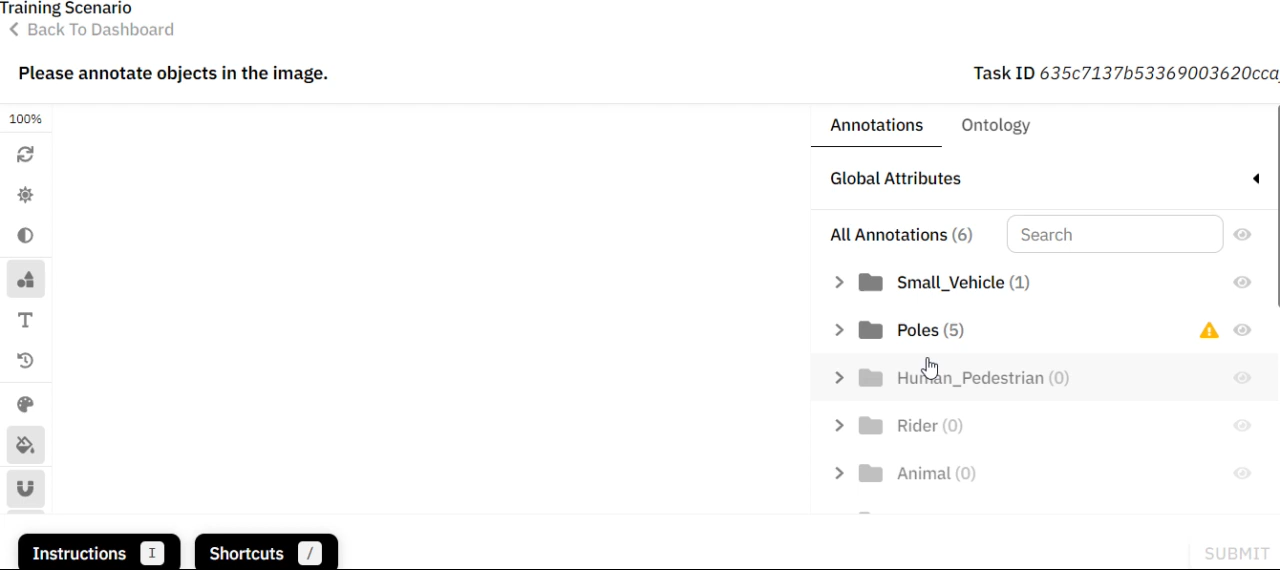 Training Scenario
Back To Dashboard
Please annotate objects in the image.
Task ID 635c7137b53369003620cca
100%
Annotations
Ontology
Global Attributes
All Annotations (6)
Search
Small_Vehicle (1)
Poles (5)
Human_Pedestrian (0)
Rider (0)
Animal (0)
Instructions I
Shortcuts /
SUBMIT